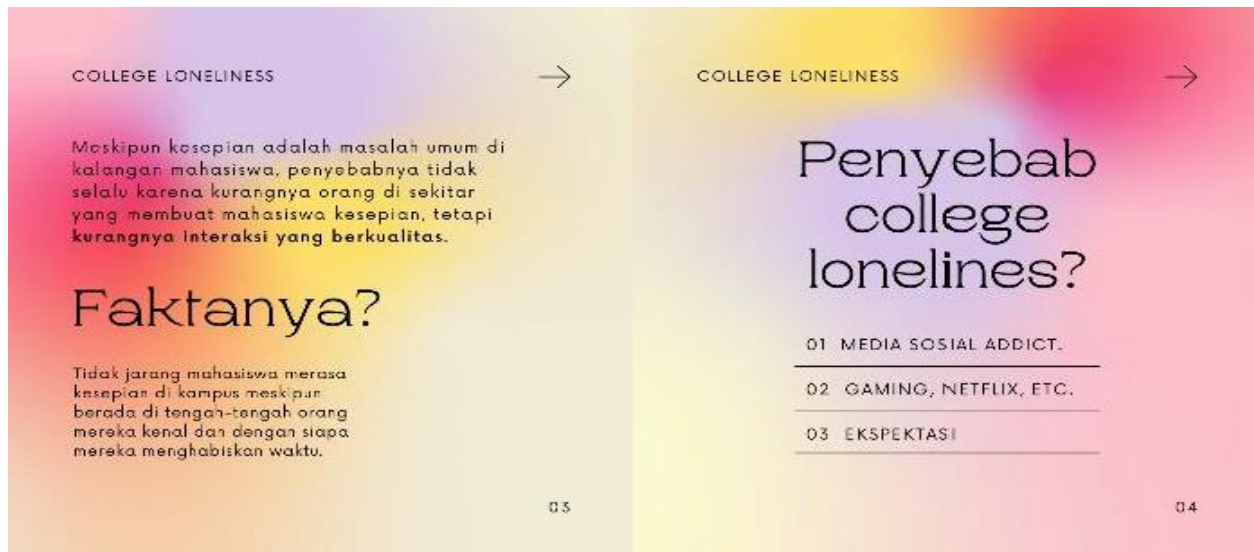 COLLEGE LONELINESS →
Meskipun kesepian adalah masalah umum di
kalangan mahasiswa, penyebabnya tidak
selalu karena kurangnya orang di sekitar
yang membuat mahasiswa kesepian, tetapi
kurangnya interaksi yang berkualitas.
Faktanya?
Tidak jarang mahasiswa merasa
kesepian di kampus meskipun
berada di tengah-tengah orang
mereka kenal dan dengan siapa
mereka menghabiskan waktu.
03
COLLEGE LONELINESS →
Penyebab
college
lonelines?
01 MEDIA SOSIAL ADDICT.
02 GAMING, NETFLIX, ETC.
03 EKSPEKTASI
04